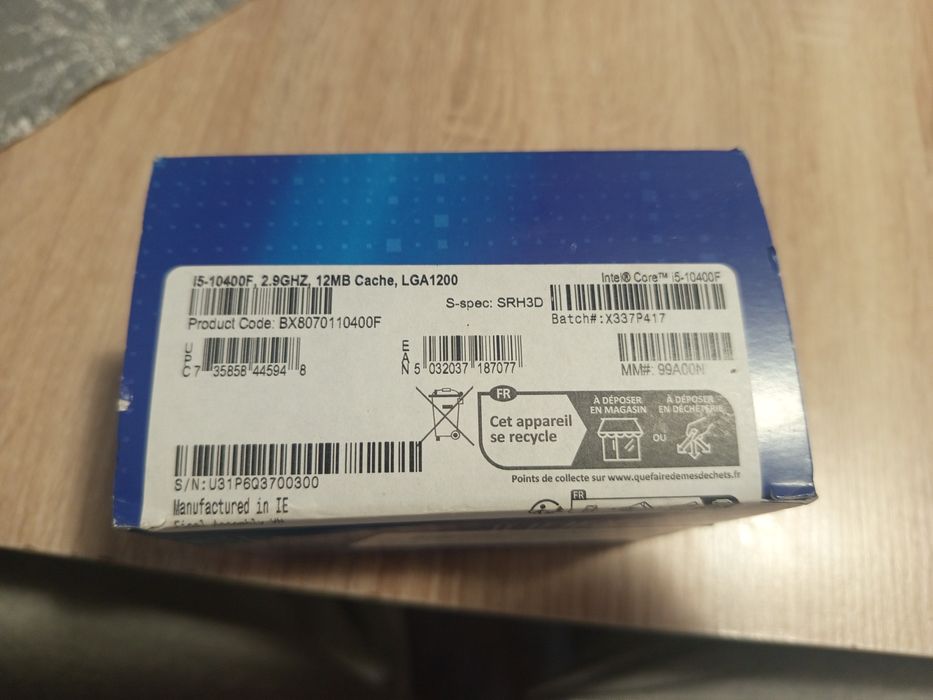 I5-10400F, 2.9GHZ, 12MB Cache, LGA1200
Intel® Core™ i5-10400F
S-spec: SRH3D
Product Code: BX8070110400F
Batch#:X337P417
UPC 7 35858 44594 8
EAN 5 032037 187077
MM#: 99A00N
FR
Cet appareil
se recycle
À DÉPOSER
EN MAGASIN
OU
À DÉPOSER
EN DÉCHÈTERIE
Points de collecte sur www.quefairedemesdechets.fr
S/N:U31P6Q3700300
Manufactured in IE
FR